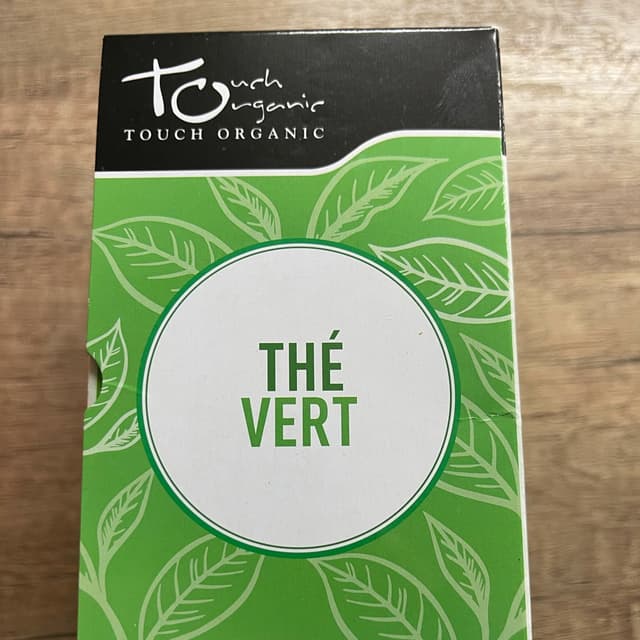 Touch
Organic
TOUCH ORGANIC
THÉ
VERT